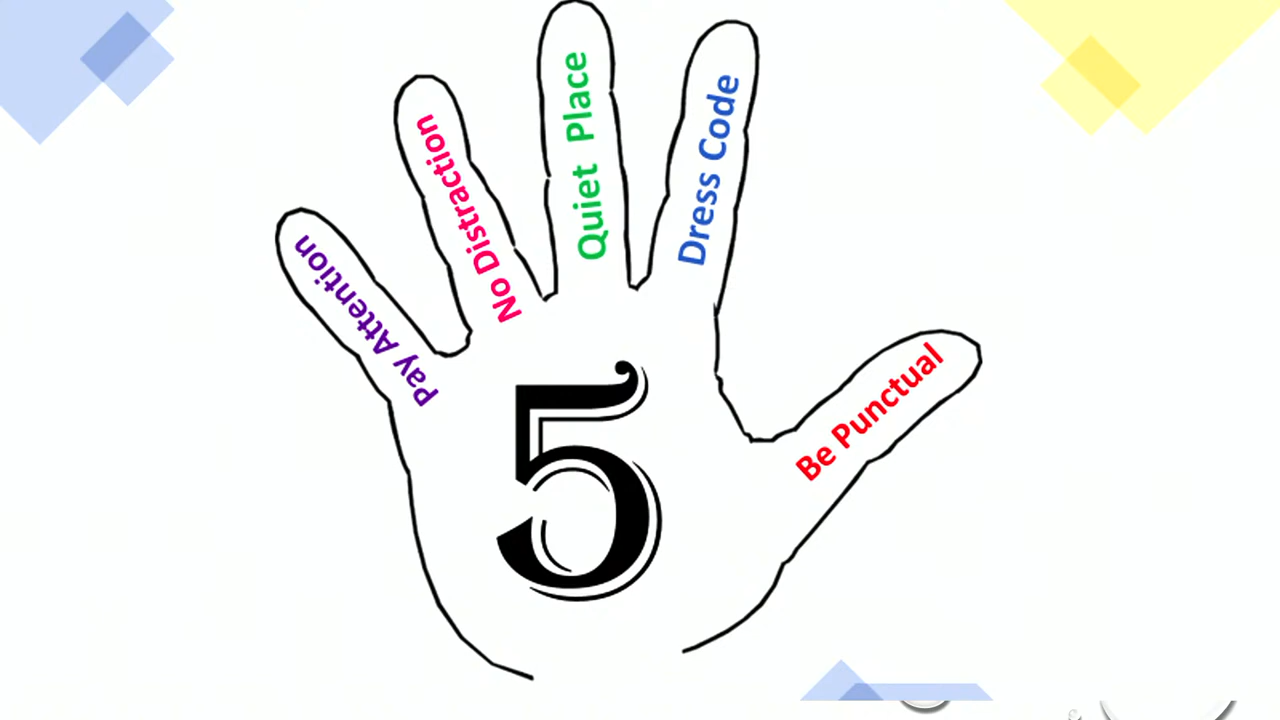 Pay Attention
No Distraction
Quiet Place
Dress Code
Be Punctual
5